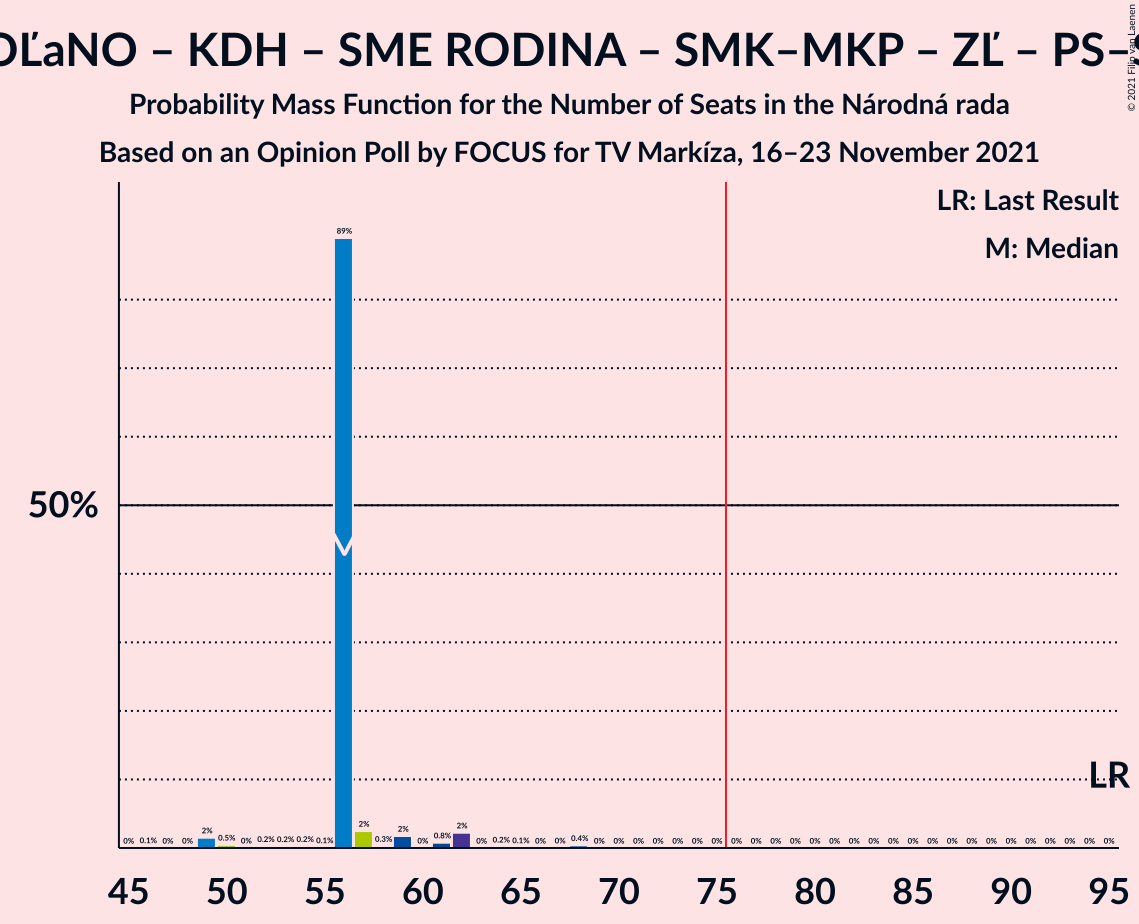 DĽaNO – KDH – SME RODINA – SMK–MKP – ZĽ – PS–S
Probability Mass Function for the Number of Seats in the Národná rada
Based on an Opinion Poll by FOCUS for TV Markíza, 16–23 November 2021
© 2021 Filip van Laenen
LR: Last Result
M: Median
89%
50%
LR
0% 0.1% 0% 0% 2% 0.5% 0% 0.2% 0.2% 0.2% 0.1% 2% 0.3% 2% 0% 0.8% 2% 0% 0.2% 0.1% 0% 0% 0.4% 0% 0% 0% 0% 0% 0% 0% 0% 0% 0% 0% 0% 0% 0% 0% 0% 0% 0% 0% 0% 0% 0% 0% 0% 0% 0% 0%
45 50 55 60 65 70 75 80 85 90 95